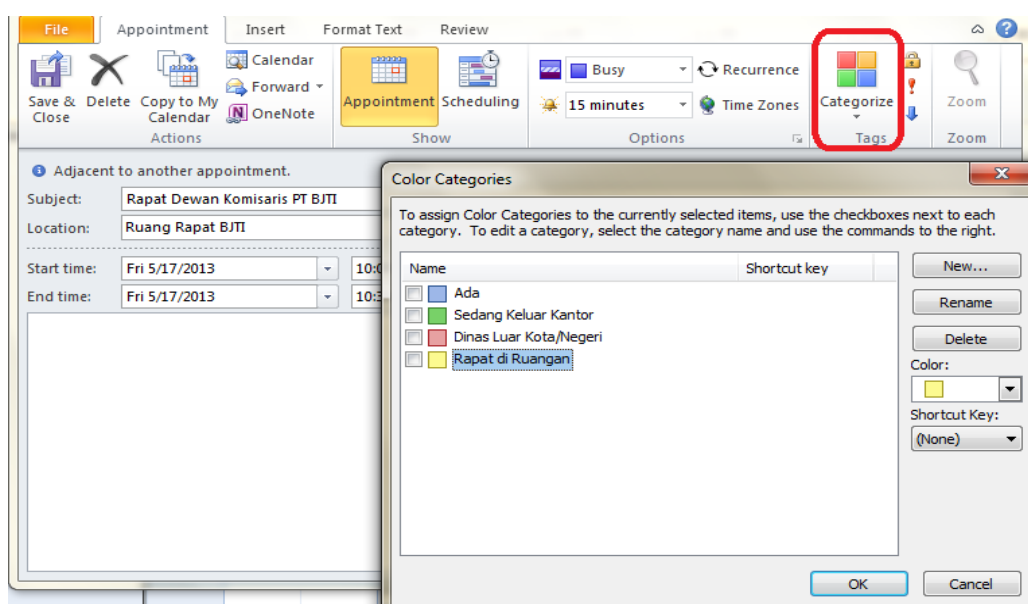 File Appointment Insert Format Text Review
Save & Close Delete Copy to My Calendar
Calendar
Forward
OneNote
Actions
Appointment Scheduling
Show
Busy Recurrence
15 minutes Time Zones
Options
Categorize
Tags
Zoom
Zoom
Adjacent to another appointment.
Subject: Rapat Dewan Komisaris PT BJTI
Location: Ruang Rapat BJTI
Start time: Fri 5/17/2013
End time: Fri 5/17/2013
Color Categories
To assign Color Categories to the currently selected items, use the checkboxes next to each
category. To edit a category, select the category name and use the commands to the right.
Name Shortcut key
Ada
Sedang Keluar Kantor
Dinas Luar Kota/Negeri
Rapat di Ruangan
New...
Rename
Delete
Color:
Shortcut Key:
(None)
OK Cancel